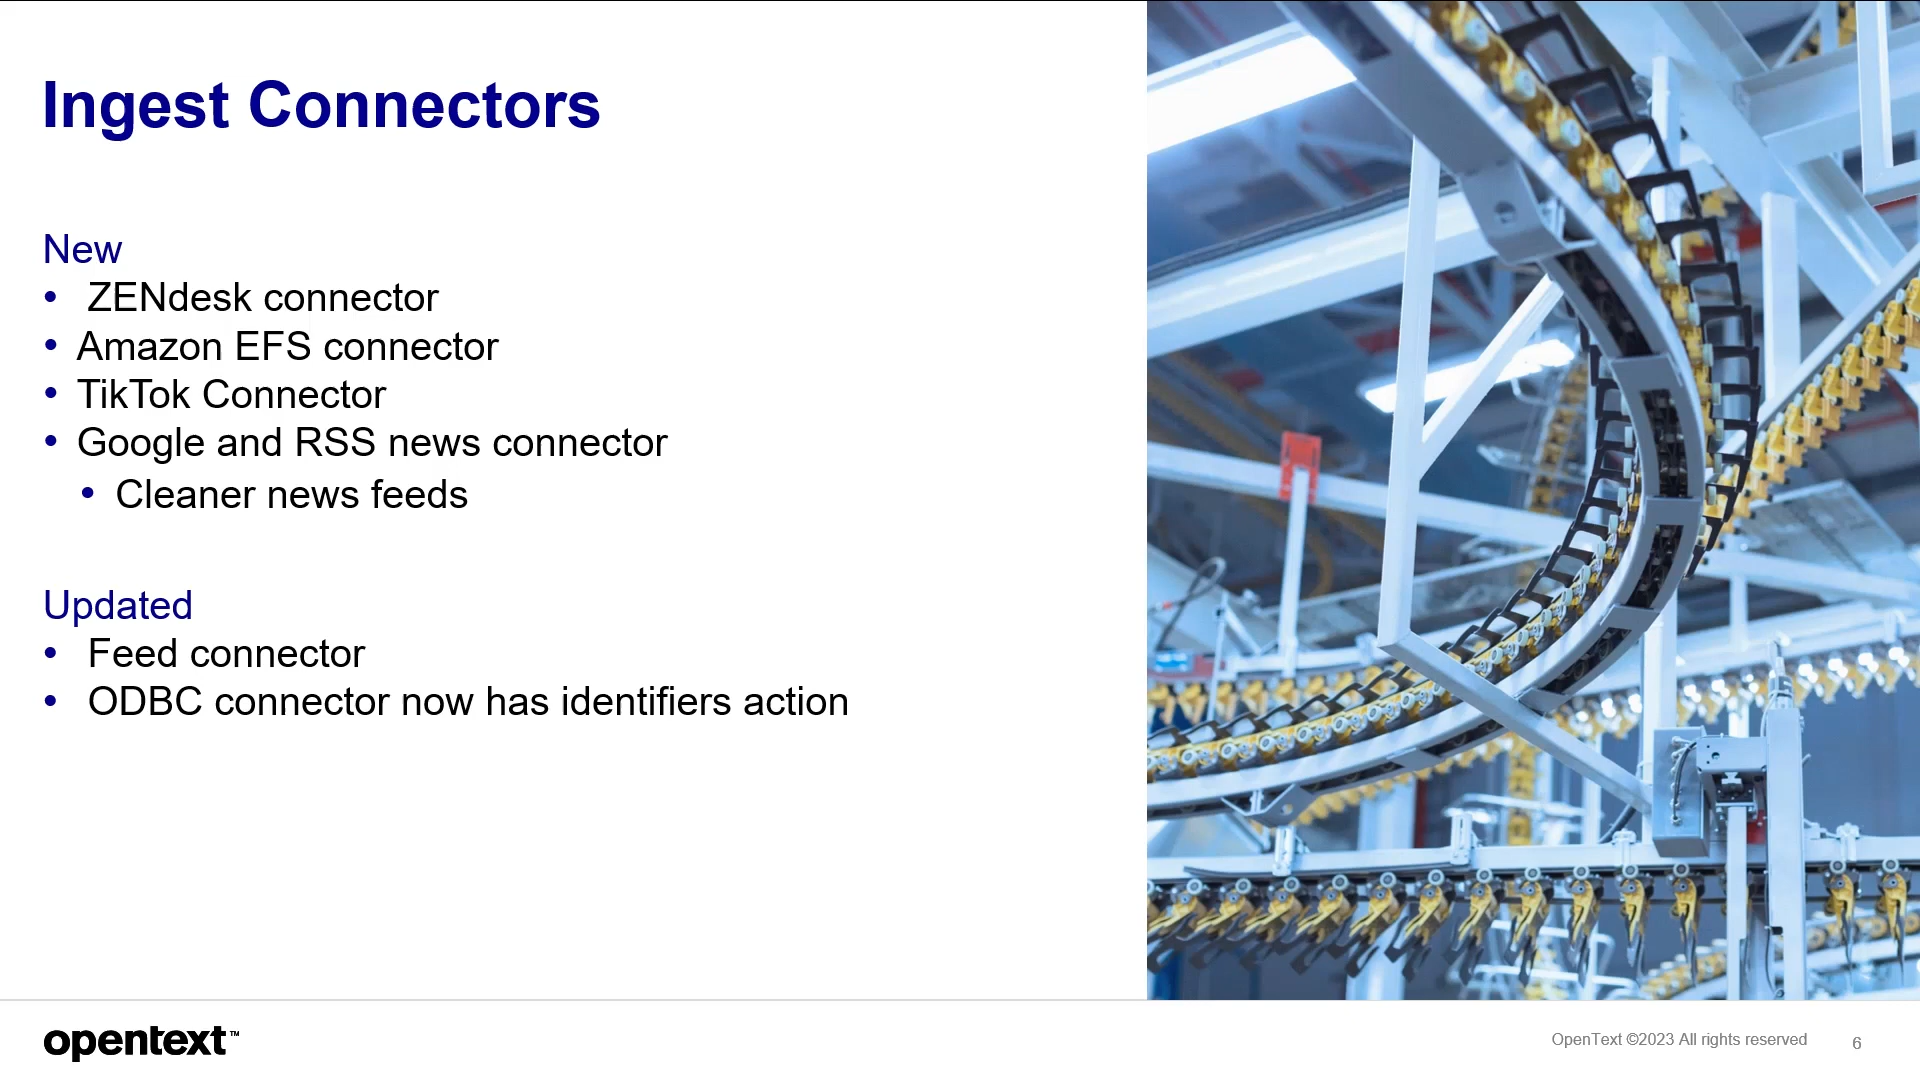 Ingest Connectors
New
• ZENdesk connector
• Amazon EFS connector
• TikTok Connector
• Google and RSS news connector
• Cleaner news feeds
Updated
• Feed connector
• ODBC connector now has identifiers action
opentext™
OpenText ©2023 All rights reserved
6